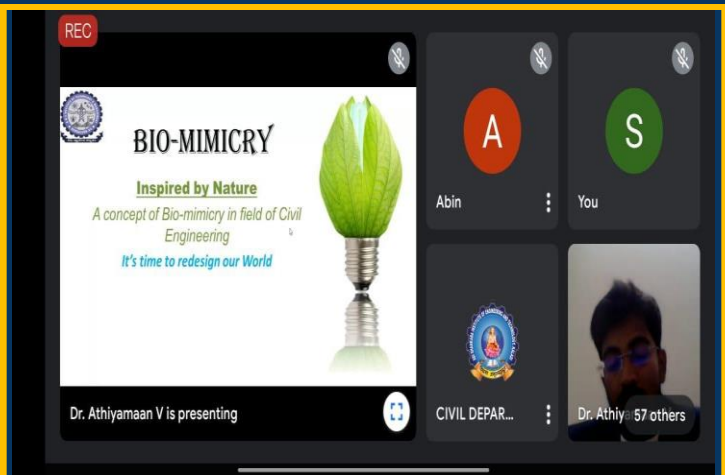 REC
BIO-MIMICRY
Inspired by Nature
A concept of Bio-mimicry in field of Civil
Engineering
It's time to redesign our World
Dr. Athiyamaan V is presenting
A
Abin
S
You
CIVIL DEPAR...
Dr. Athiy
57 others